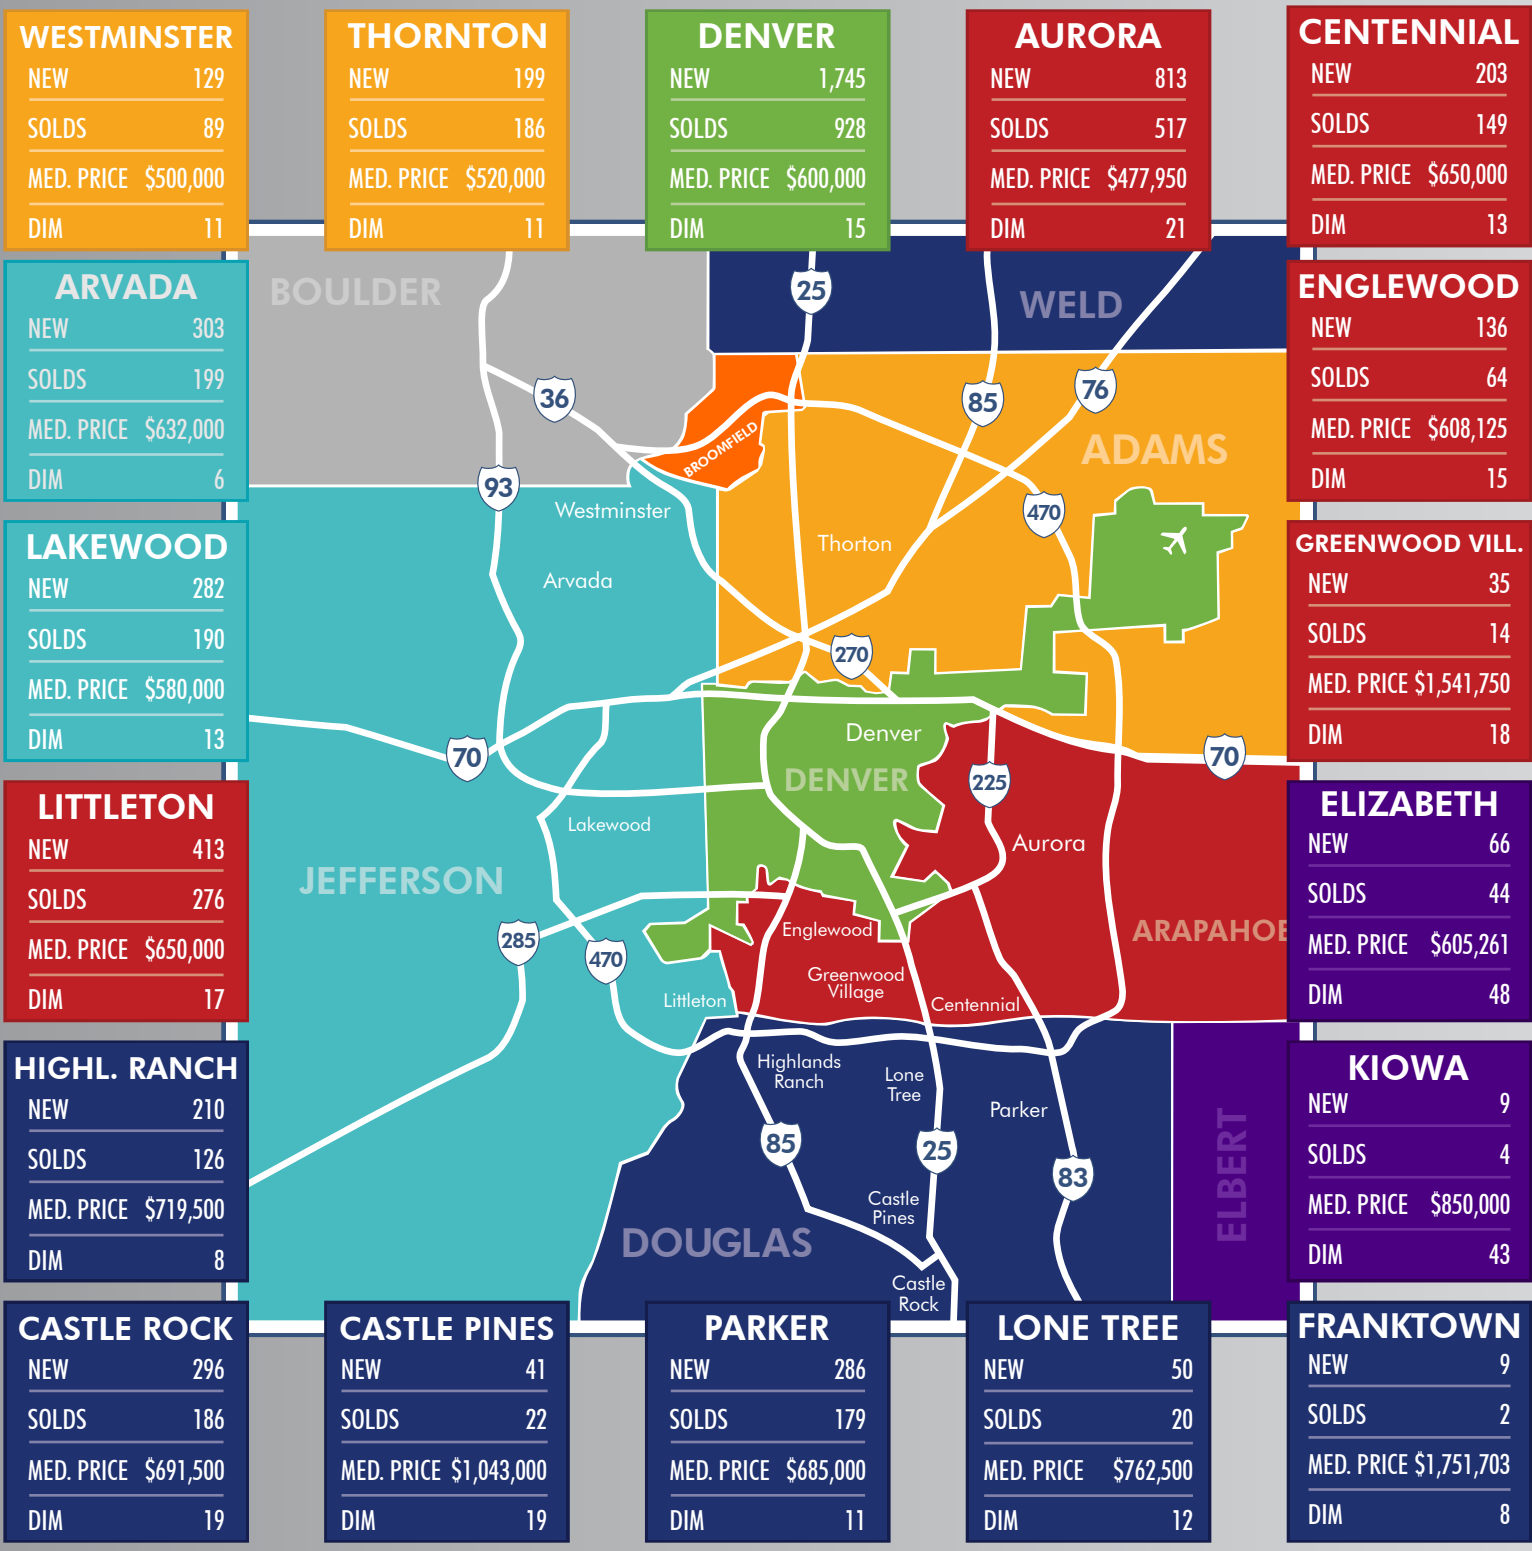 WESTMINSTER
NEW 129
SOLDS 89
MED. PRICE $500,000
DIM 11
THORNTON
NEW 199
SOLDS 186
MED. PRICE $520,000
DIM 11
DENVER
NEW 1,745
SOLDS 928
MED. PRICE $600,000
DIM 15
AURORA
NEW 813
SOLDS 517
MED. PRICE $477,950
DIM 21
CENTENNIAL
NEW 203
SOLDS 149
MED. PRICE $650,000
DIM 13
ARVADA
NEW 303
SOLDS 199
MED. PRICE $632,000
DIM 6
LAKEWOOD
NEW 282
SOLDS 190
MED. PRICE $580,000
DIM 13
LITTLETON
NEW 413
SOLDS 276
MED. PRICE $650,000
DIM 17
HIGHL. RANCH
NEW 210
SOLDS 126
MED. PRICE $719,500
DIM 8
BOULDER
25
WELD
36
85
76
BROOMFIELD
ADAMS
93
Westminster
470
Thorton
Arvada
270
Denver
70
70
DENVER
225
Lakewood
Aurora
JEFFERSON
Englewood
ARAPAHOE
285
470
Greenwood
Village
Littleton
Centennial
Highlands
Ranch
Lone
Tree
Parker
85
25
83
ELBERT
Castle
Pines
DOUGLAS
Castle
Rock
ENGLEWOOD
NEW 136
SOLDS 64
MED. PRICE $608,125
DIM 15
GREENWOOD VILL.
NEW 35
SOLDS 14
MED. PRICE $1,541,750
DIM 18
ELIZABETH
NEW 66
SOLDS 44
MED. PRICE $605,261
DIM 48
KIOWA
NEW 9
SOLDS 4
MED. PRICE $850,000
DIM 43
CASTLE ROCK
NEW 296
SOLDS 186
MED. PRICE $691,500
DIM 19
CASTLE PINES
NEW 41
SOLDS 22
MED. PRICE $1,043,000
DIM 19
PARKER
NEW 286
SOLDS 179
MED. PRICE $685,000
DIM 11
LONE TREE
NEW 50
SOLDS 20
MED. PRICE $762,500
DIM 12
FRANKTOWN
NEW 9
SOLDS 2
MED. PRICE $1,751,703
DIM 8